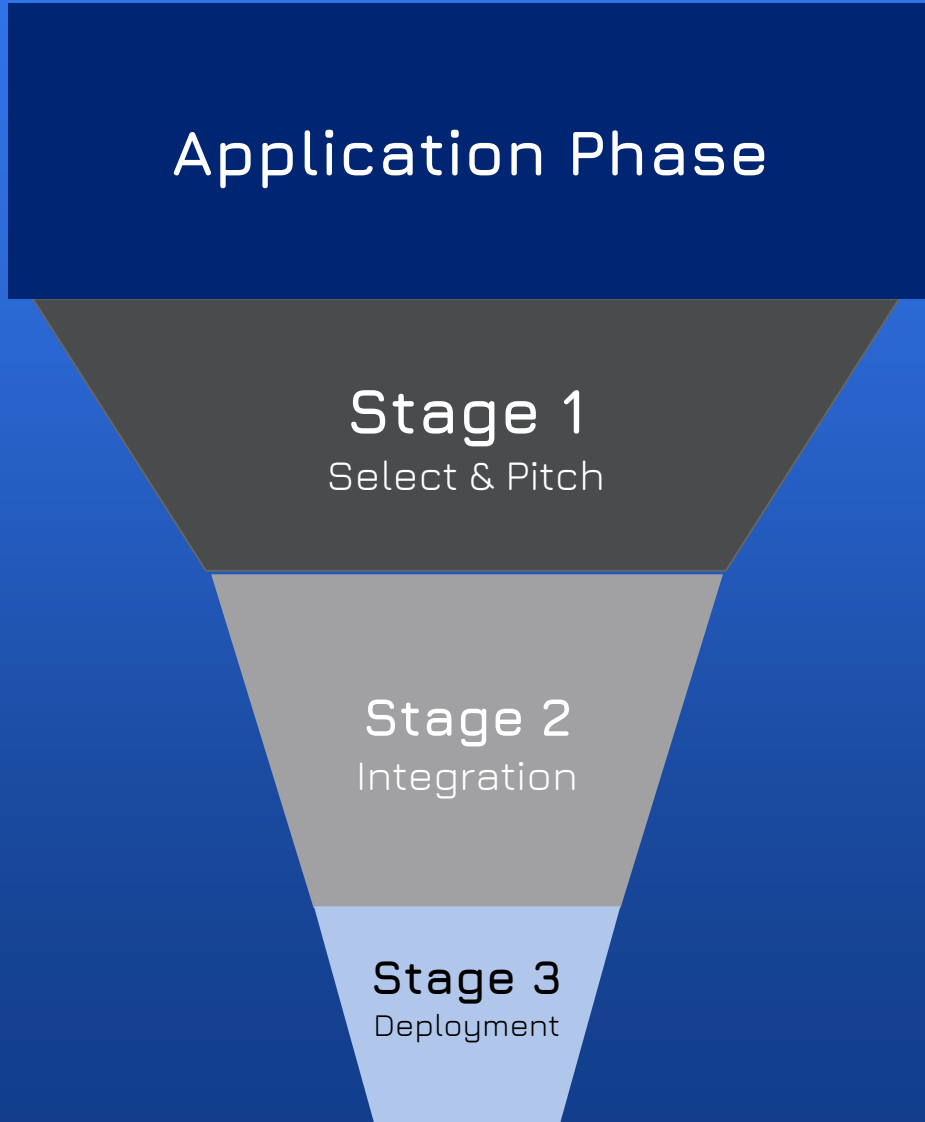 Application Phase
Stage 1
Select & Pitch
Stage 2
Integration
Stage 3
Deployment